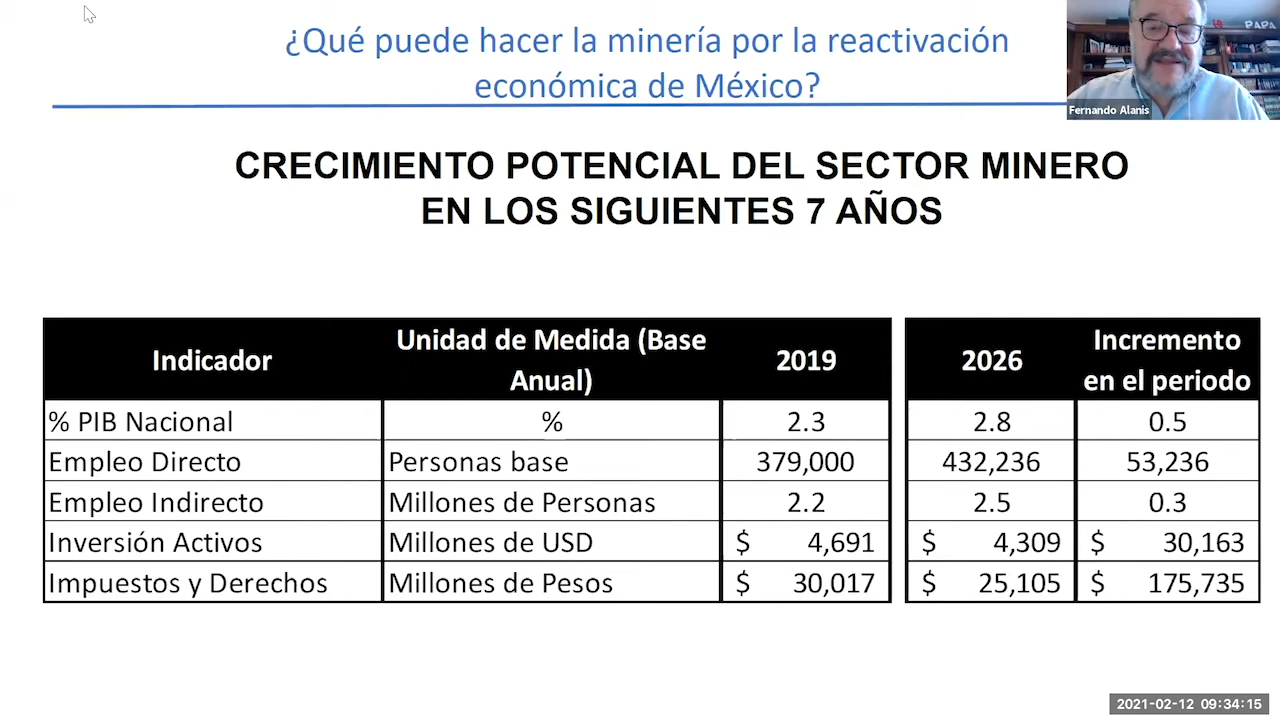 ¿Qué puede hacer la minería por la reactivación
económica de México?
PAPA
Fernando Alanis
CRECIMIENTO POTENCIAL DEL SECTOR MINERO
EN LOS SIGUIENTES 7 AÑOS
Indicador Unidad de Medida (Base Anual) 2019 2026 Incremento en el periodo
% PIB Nacional % 2.3 2.8 0.5
Empleo Directo Personas base 379,000 432,236 53,236
Empleo Indirecto Millones de Personas 2.2 2.5 0.3
Inversión Activos Millones de USD $ 4,691 $ 4,309 $ 30,163
Impuestos y Derechos Millones de Pesos $ 30,017 $ 25,105 $ 175,735
2021-02-12 09:34:15